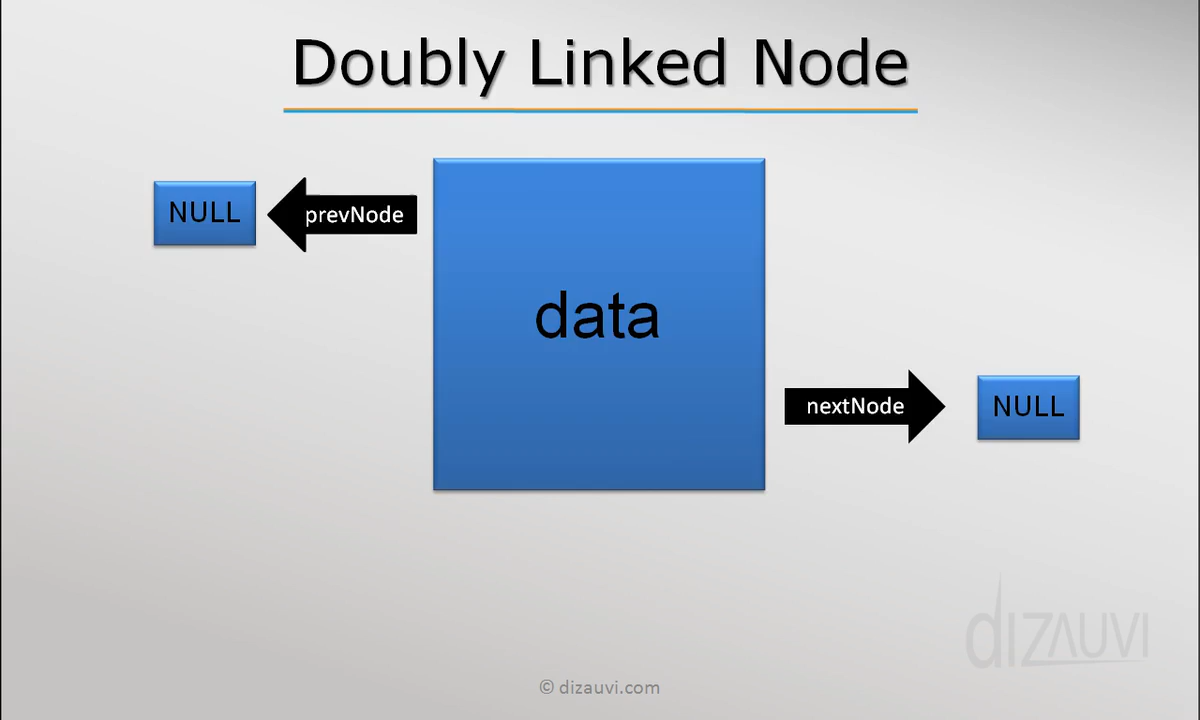 Doubly Linked Node
NULL
prevNode
data
nextNode
NULL
dizauvi
© dizauvi.com